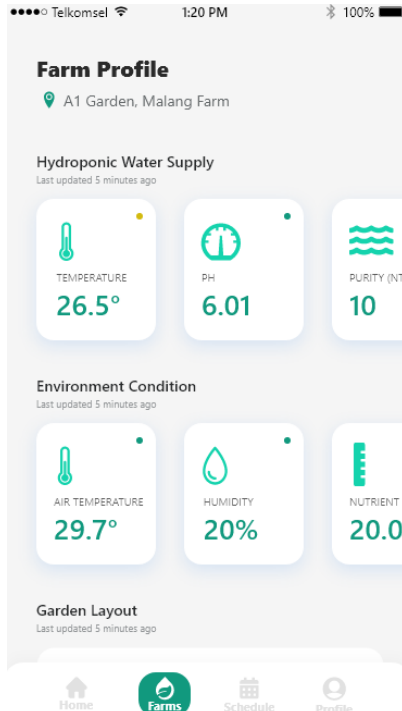 Telkomsel 1:20 PM 100%
Farm Profile
A1 Garden, Malang Farm
Hydroponic Water Supply
Last updated 5 minutes ago
TEMPERATURE PH PURITY (NT
26.5° 6.01 10
Environment Condition
Last updated 5 minutes ago
AIR TEMPERATURE HUMIDITY NUTRIENT
29.7° 20% 20.0
Garden Layout
Last updated 5 minutes ago
Home Farms Schedule Profile